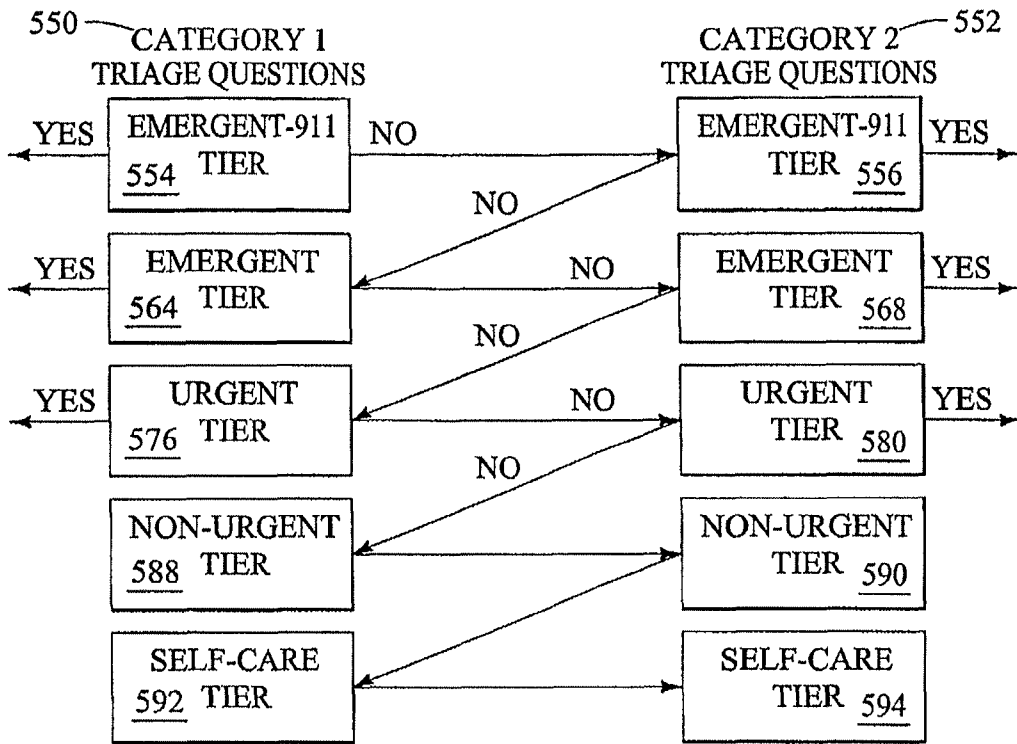 550
CATEGORY 1
TRIAGE QUESTIONS
552
CATEGORY 2
TRIAGE QUESTIONS
YES
EMERGENT-911
TIER
554
NO
EMERGENT-911
TIER
556
YES
NO
YES
EMERGENT
TIER
564
NO
EMERGENT
TIER
568
YES
NO
YES
URGENT
TIER
576
NO
URGENT
TIER
580
YES
NO
NON-URGENT
TIER
588
NON-URGENT
TIER
590
SELF-CARE
TIER
592
SELF-CARE
TIER
594